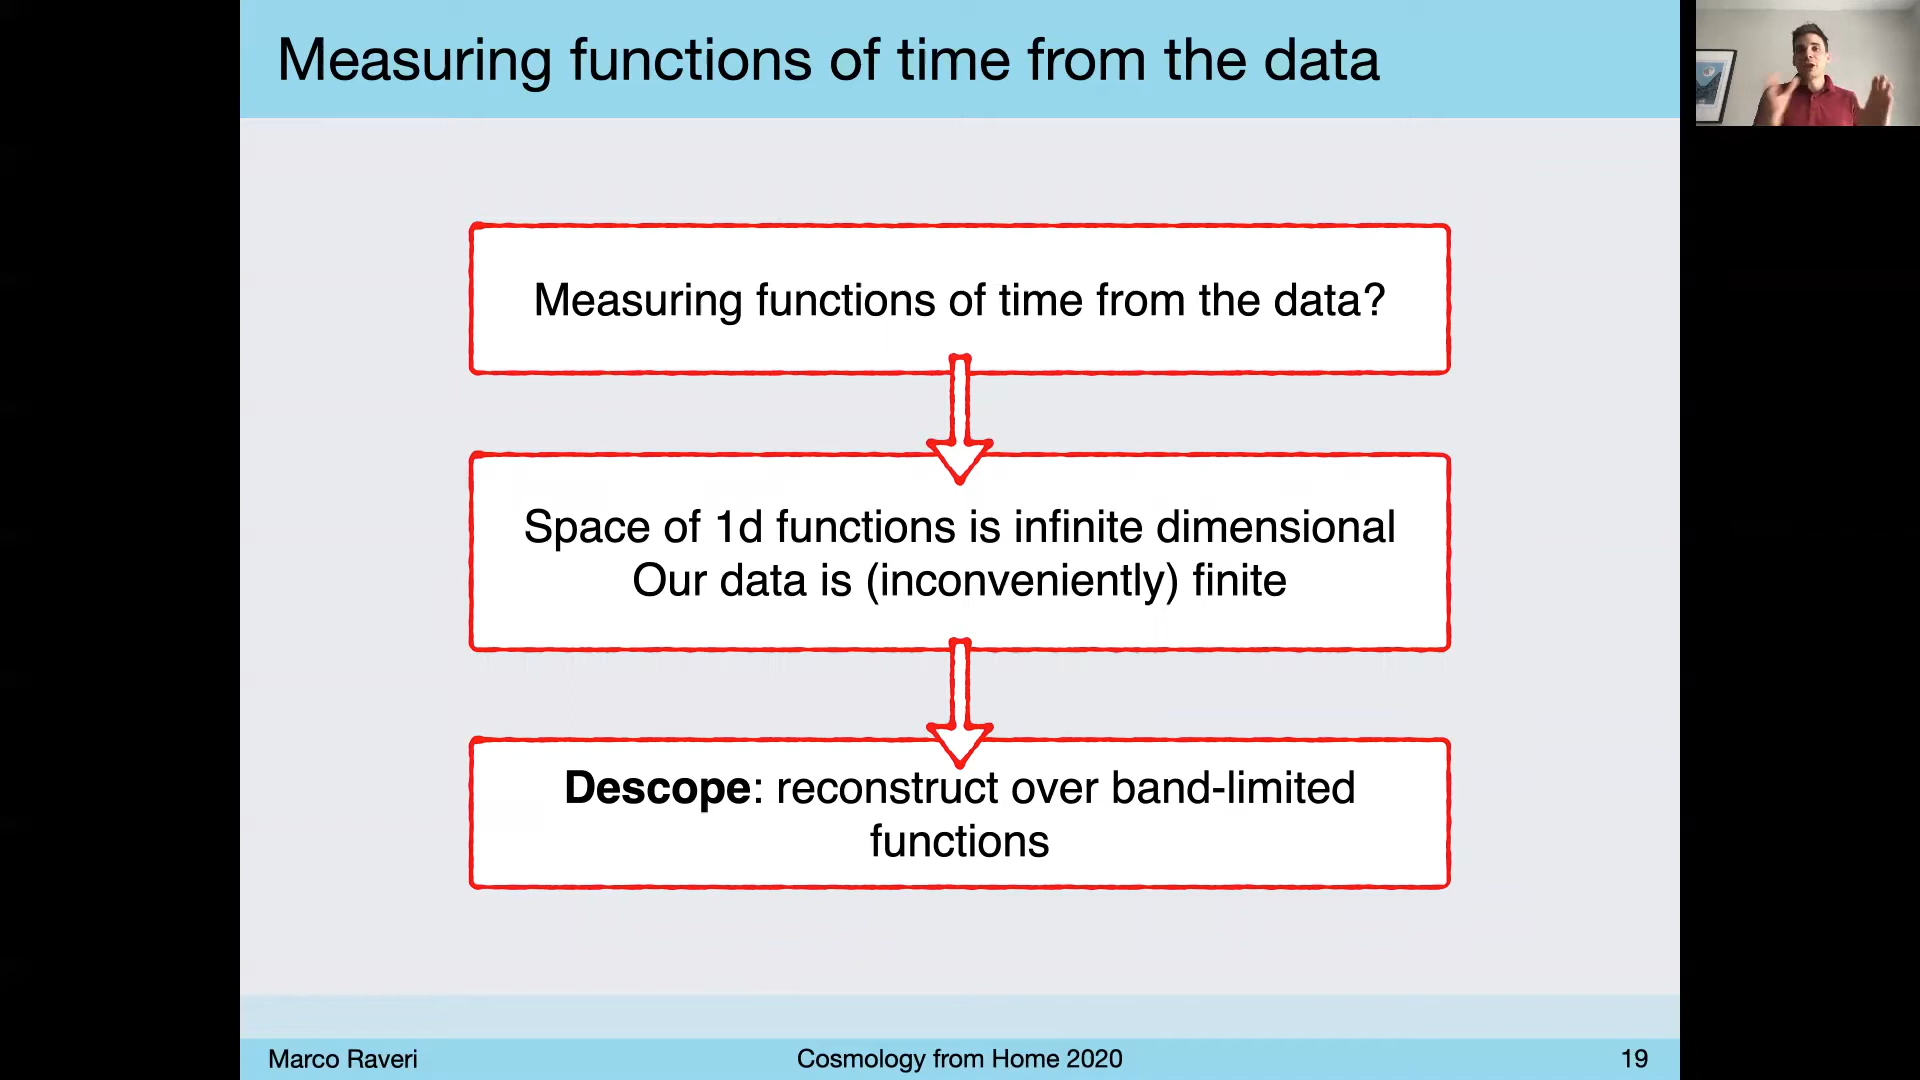 Measuring functions of time from the data
Measuring functions of time from the data?
Space of 1d functions is infinite dimensional
Our data is (inconveniently) finite
Descope: reconstruct over band-limited
functions
Marco Raveri
Cosmology from Home 2020
19